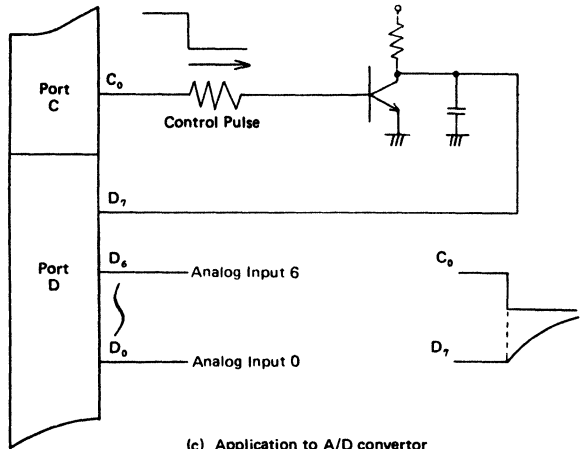 Port
C
C₀
Control Pulse
D₇
Port
D
D₆
Analog Input 6
D₀
Analog Input 0
C₀
D₇
(c) Application to A/D convertor